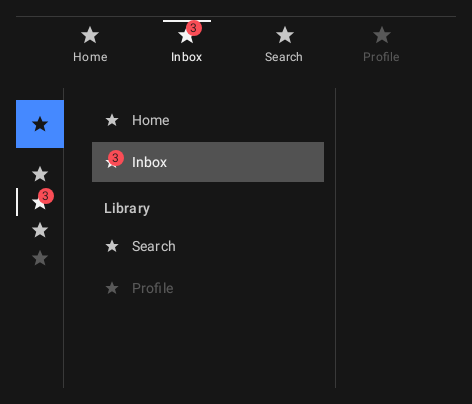 3
Home Inbox Search Profile
Home
3 3 Inbox
Library
Search
Profile